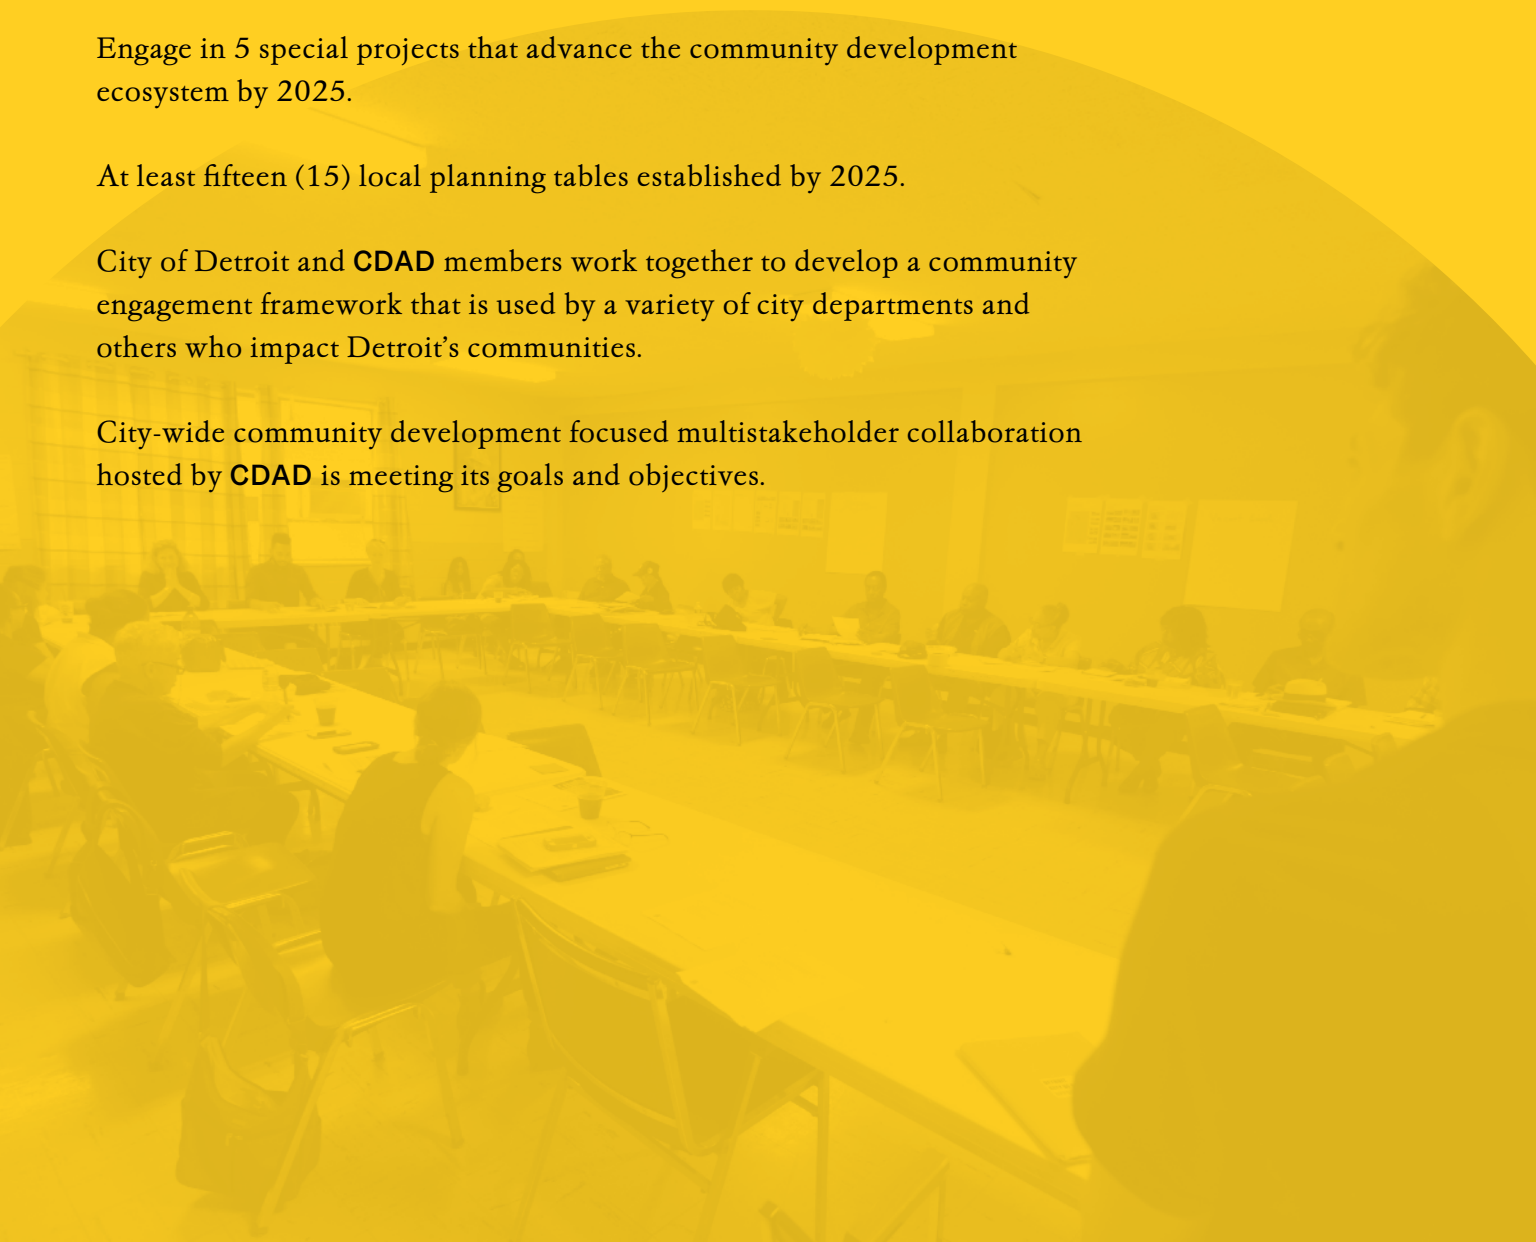 Engage in 5 special projects that advance the community development
ecosystem by 2025.
At least fifteen (15) local planning tables established by 2025.
City of Detroit and CDAD members work together to develop a community
engagement framework that is used by a variety of city departments and
others who impact Detroit’s communities.
City-wide community development focused multistakeholder collaboration
hosted by CDAD is meeting its goals and objectives.